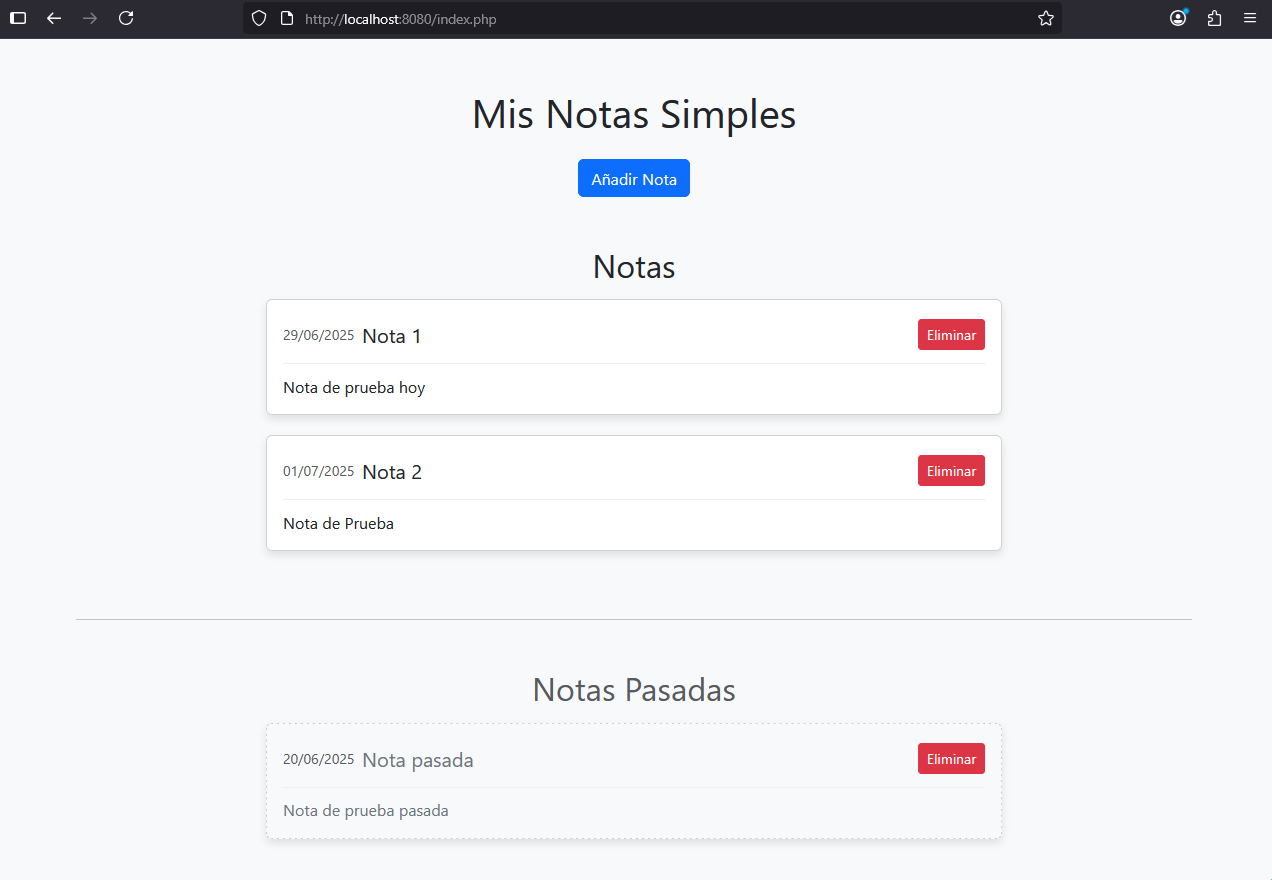 http://localhost:8080/index.php
Mis Notas Simples
Añadir Nota
Notas
29/06/2025 Nota 1 Eliminar
Nota de prueba hoy
01/07/2025 Nota 2 Eliminar
Nota de Prueba
Notas Pasadas
20/06/2025 Nota pasada Eliminar
Nota de prueba pasada